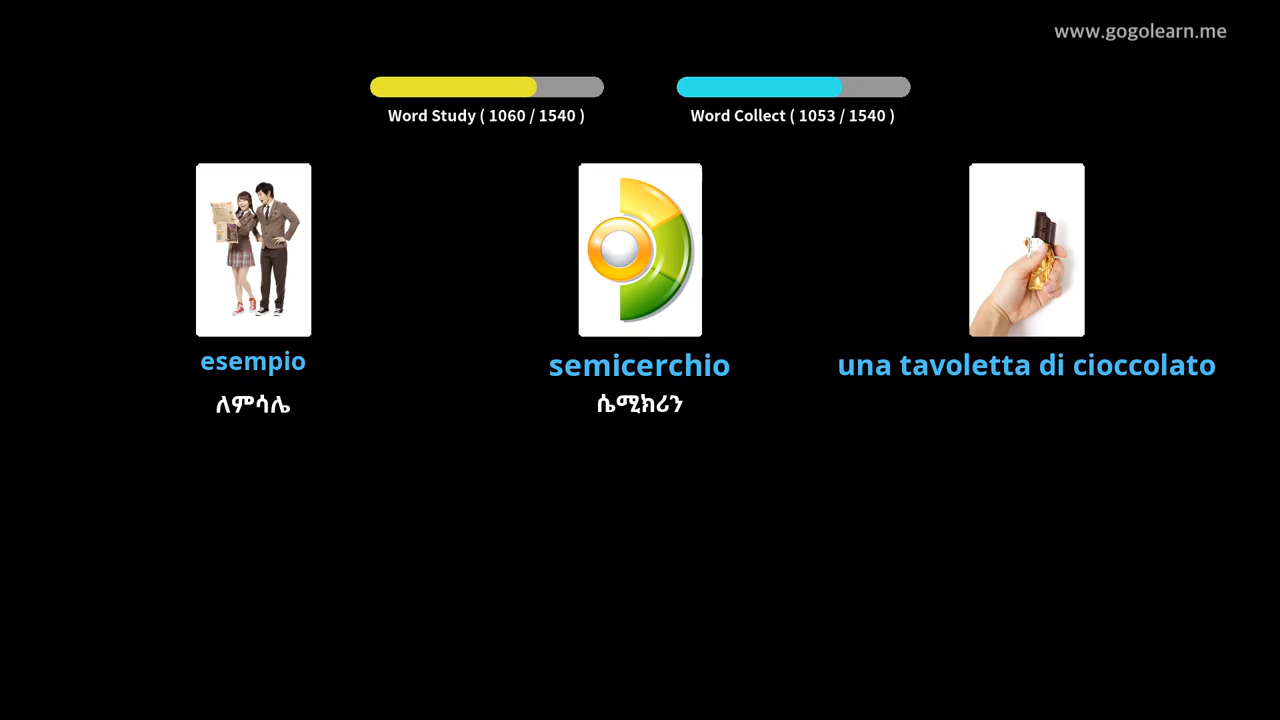 www.gogolearn.me
Word Study ( 1060 / 1540 )
Word Collect ( 1053 / 1540 )
esempio
semicerchio
una tavoletta di cioccolato
ለምሳሌ
ሴሚክሪን